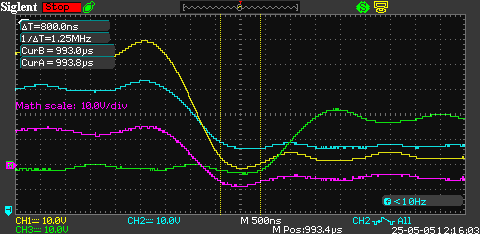 Siglent Stop
ΔT=800.0ns
1/ΔT=1.25MHz
CurB=993.0µs
CurA=993.8µs
Math scale: 10.0V/div
<10Hz
CH1= 10.0V CH2= 10.0V M 500ns CH2 All
CH3= 10.0V M Pos:993.4µs 25-05-05 12:16:03